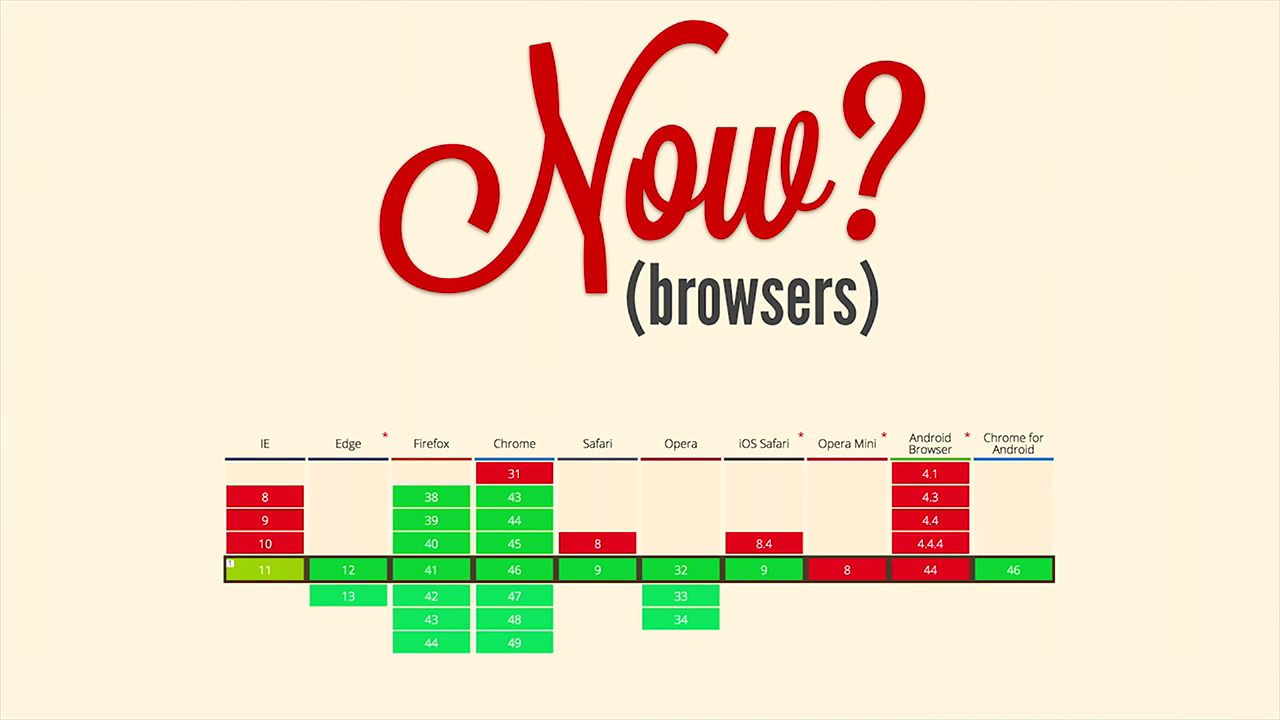 Now?
(browsers)
IE Edge * Firefox Chrome Safari Opera iOS Safari * Opera Mini * Android Browser * Chrome for Android
31 4.1
8 38 43 4.3
9 39 44 4.4
10 40 45 8 8.4 4.4.4
1 11 12 41 46 9 32 9 8 44 46
13 42 47 33
43 48 34
44 49